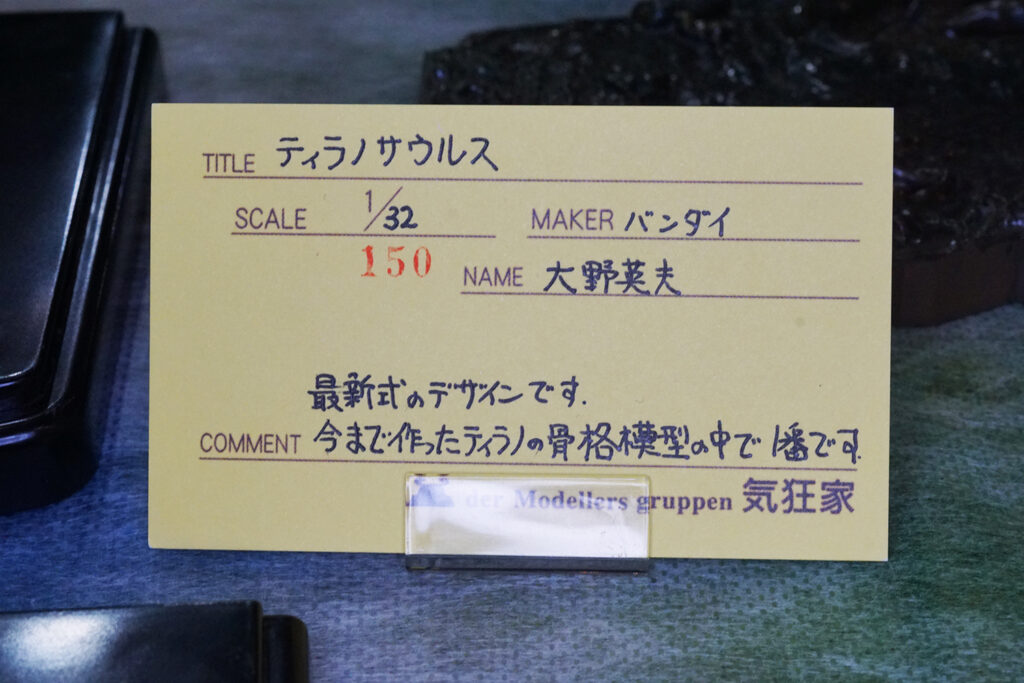 TITLE ティラノサウルス
SCALE 1/32 MAKER バンダイ
150 NAME 大野英夫
最新式のデザインです.
COMMENT 今まで作ったティラノの骨格模型の中で1番です.
der Modellers gruppen 気狂家